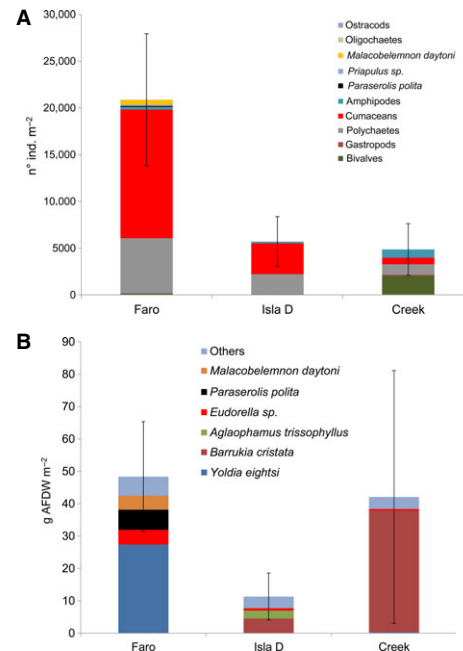 A
30,000
25,000
20,000
15,000
10,000
5000
0
n° ind. m⁻²
Ostracods
Oligochaetes
Malacobelemnon daytoni
Priapulus sp.
Paraserolis polita
Amphipodes
Cumaceans
Polychaetes
Gastropods
Bivalves
Faro Isla D Creek
B
90
80
70
60
50
40
30
20
10
0
g AFDW m⁻²
Others
Malacobelemnon daytoni
Paraserolis polita
Eudorella sp.
Aglaophamus trissophyllus
Barrukia cristata
Yoldia eightsi
Faro Isla D Creek